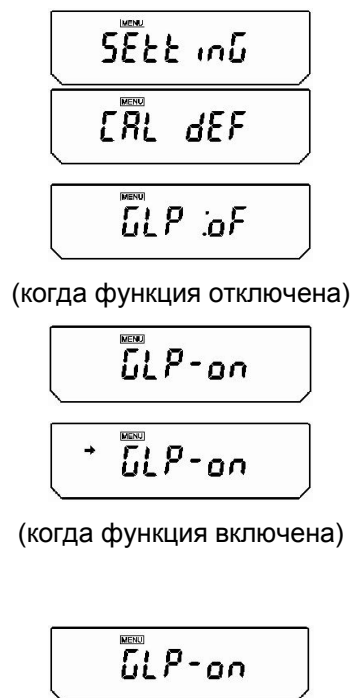 MENU
SEtt inG
MENU
CAL dEF
MENU
GLP :oF
(когда функция отключена)
MENU
GLP-on
MENU
→ GLP-on
(когда функция включена)
MENU
GLP-on